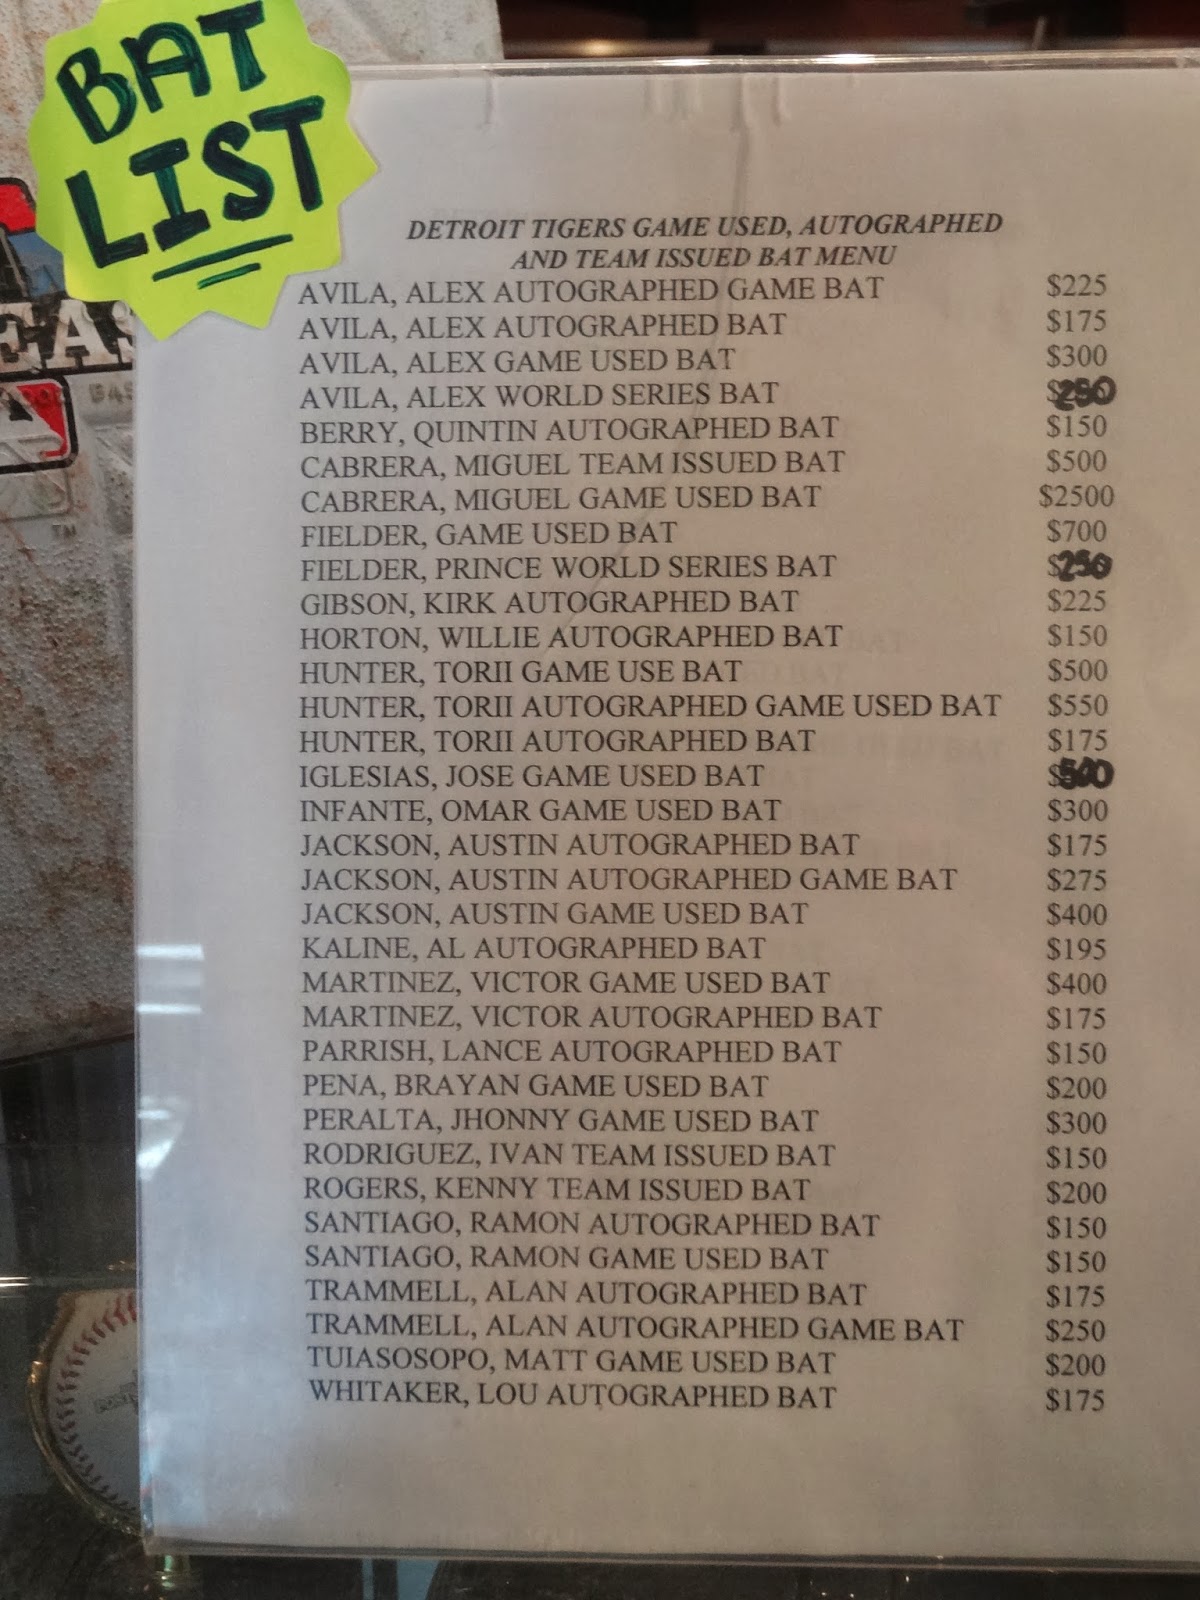 BAT
LIST
DETROIT TIGERS GAME USED, AUTOGRAPHED
AND TEAM ISSUED BAT MENU
AVILA, ALEX AUTOGRAPHED GAME BAT $225
AVILA, ALEX AUTOGRAPHED BAT $175
AVILA, ALEX GAME USED BAT $300
AVILA, ALEX WORLD SERIES BAT $250
BERRY, QUINTIN AUTOGRAPHED BAT $150
CABRERA, MIGUEL TEAM ISSUED BAT $500
CABRERA, MIGUEL GAME USED BAT $2500
FIELDER, GAME USED BAT $700
FIELDER, PRINCE WORLD SERIES BAT $250
GIBSON, KIRK AUTOGRAPHED BAT $225
HORTON, WILLIE AUTOGRAPHED BAT $150
HUNTER, TORII GAME USE BAT $500
HUNTER, TORII AUTOGRAPHED GAME USED BAT $550
HUNTER, TORII AUTOGRAPHED BAT $175
IGLESIAS, JOSE GAME USED BAT $500
INFANTE, OMAR GAME USED BAT $300
JACKSON, AUSTIN AUTOGRAPHED BAT $175
JACKSON, AUSTIN AUTOGRAPHED GAME BAT $275
JACKSON, AUSTIN GAME USED BAT $400
KALINE, AL AUTOGRAPHED BAT $195
MARTINEZ, VICTOR GAME USED BAT $400
MARTINEZ, VICTOR AUTOGRAPHED BAT $175
PARRISH, LANCE AUTOGRAPHED BAT $150
PENA, BRAYAN GAME USED BAT $200
PERALTA, JHONNY GAME USED BAT $300
RODRIGUEZ, IVAN TEAM ISSUED BAT $150
ROGERS, KENNY TEAM ISSUED BAT $200
SANTIAGO, RAMON AUTOGRAPHED BAT $150
SANTIAGO, RAMON GAME USED BAT $150
TRAMMELL, ALAN AUTOGRAPHED BAT $175
TRAMMELL, ALAN AUTOGRAPHED GAME BAT $250
TUIASOSOPO, MATT GAME USED BAT $200
WHITAKER, LOU AUTOGRAPHED BAT $175
TM